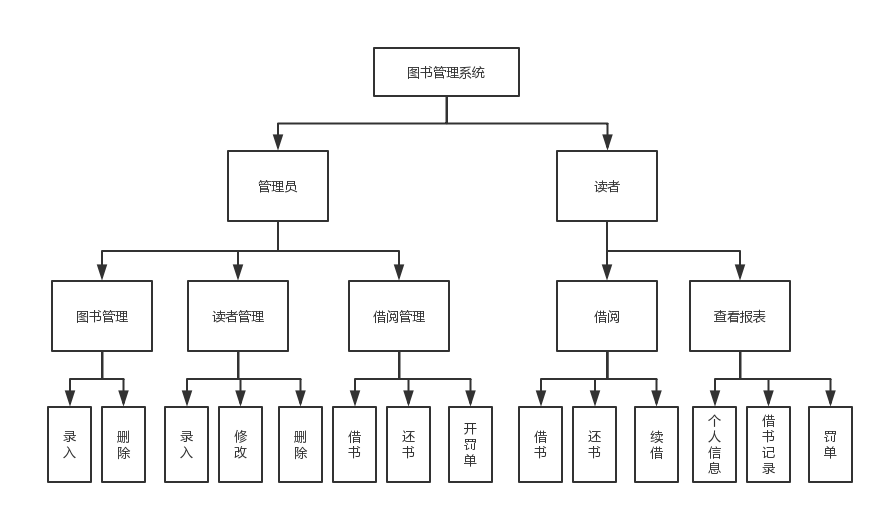 图书管理系统
管理员
读者
图书管理
读者管理
借阅管理
借阅
查看报表
录入
删除
录入
修改
删除
借书
还书
开罚单
借书
还书
续借
个人信息
借书记录
罚单